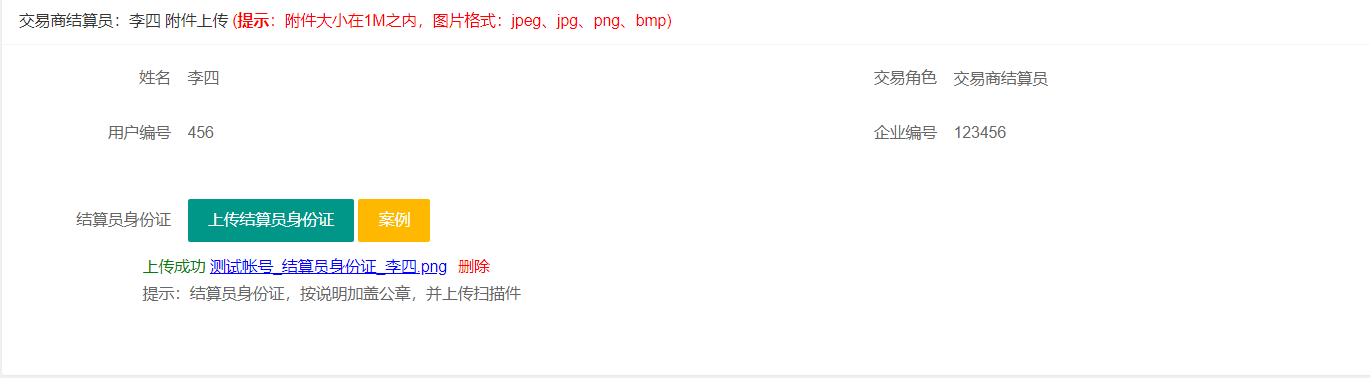 交易商结算员：李四 附件上传 (提示：附件大小在1M之内，图片格式：jpeg、jpg、png、bmp)
姓名 李四 交易角色 交易商结算员
用户编号 456 企业编号 123456
结算员身份证 上传结算员身份证 案例
上传成功 测试帐号_结算员身份证_李四.png 删除
提示：结算员身份证，按说明加盖公章，并上传扫描件